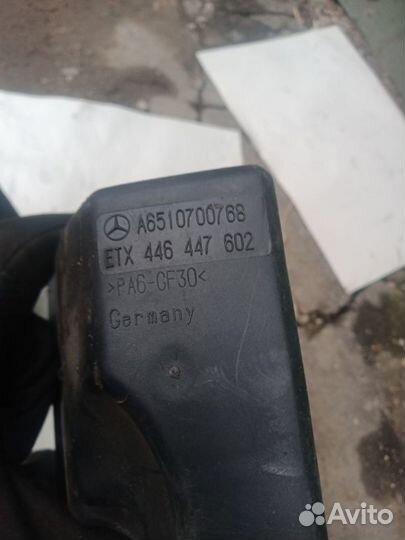 A6510700768
ETX 446 447 602
>PA6-GF30<
Germany
Avito